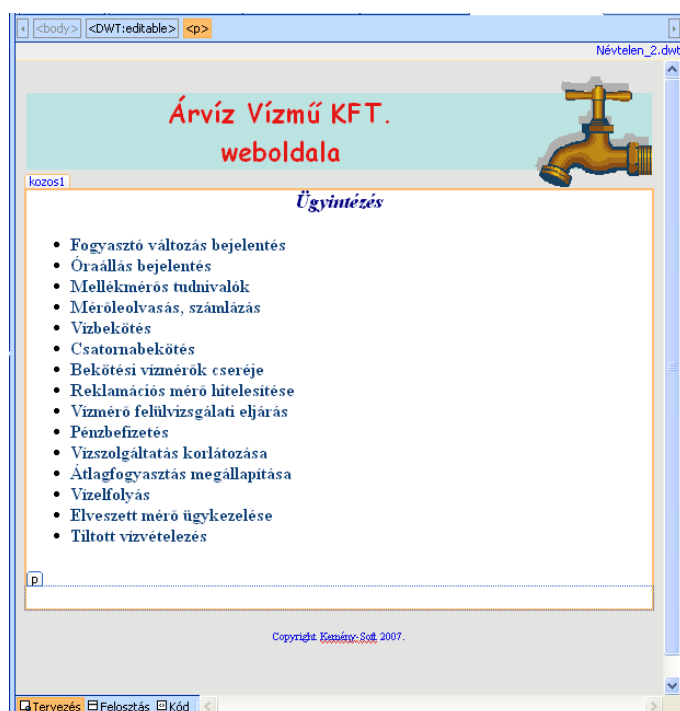 <body> <DWT:editable> <p>
Névtelen_2.dwt
Árvíz Vízmű KFT.
weboldala
kozos1
Ügyintézés
Fogyasztó változás bejelentés
Óraállás bejelentés
Mellékmérős tudnivalók
Mérőleolvasás, számlázás
Vízbekötés
Csatornabekötés
Bekötési vízmérők cseréje
Reklamációs mérő hitelesítése
Vízmérő felülvizsgálati eljárás
Pénzbefizetés
Vízszolgáltatás korlátozása
Átlagfogyasztás megállapítása
Vízelfolyás
Elveszett mérő ügykezelése
Tiltott vízvételezés
p
Copyright Kemény-Soft 2007.
Tervezés Felosztás Kód